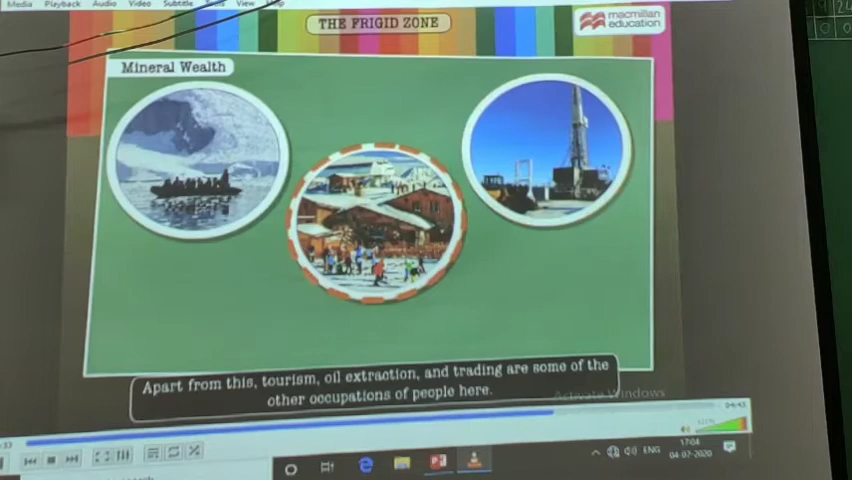 Media Playback Audio Video Subtitle Tools View Help
THE FRIGID ZONE
macmillan
education
Mineral Wealth
Apart from this, tourism, oil extraction, and trading are some of the
other occupations of people here.
Activate Windows
04:43
17:04
ENG
04-07-2020